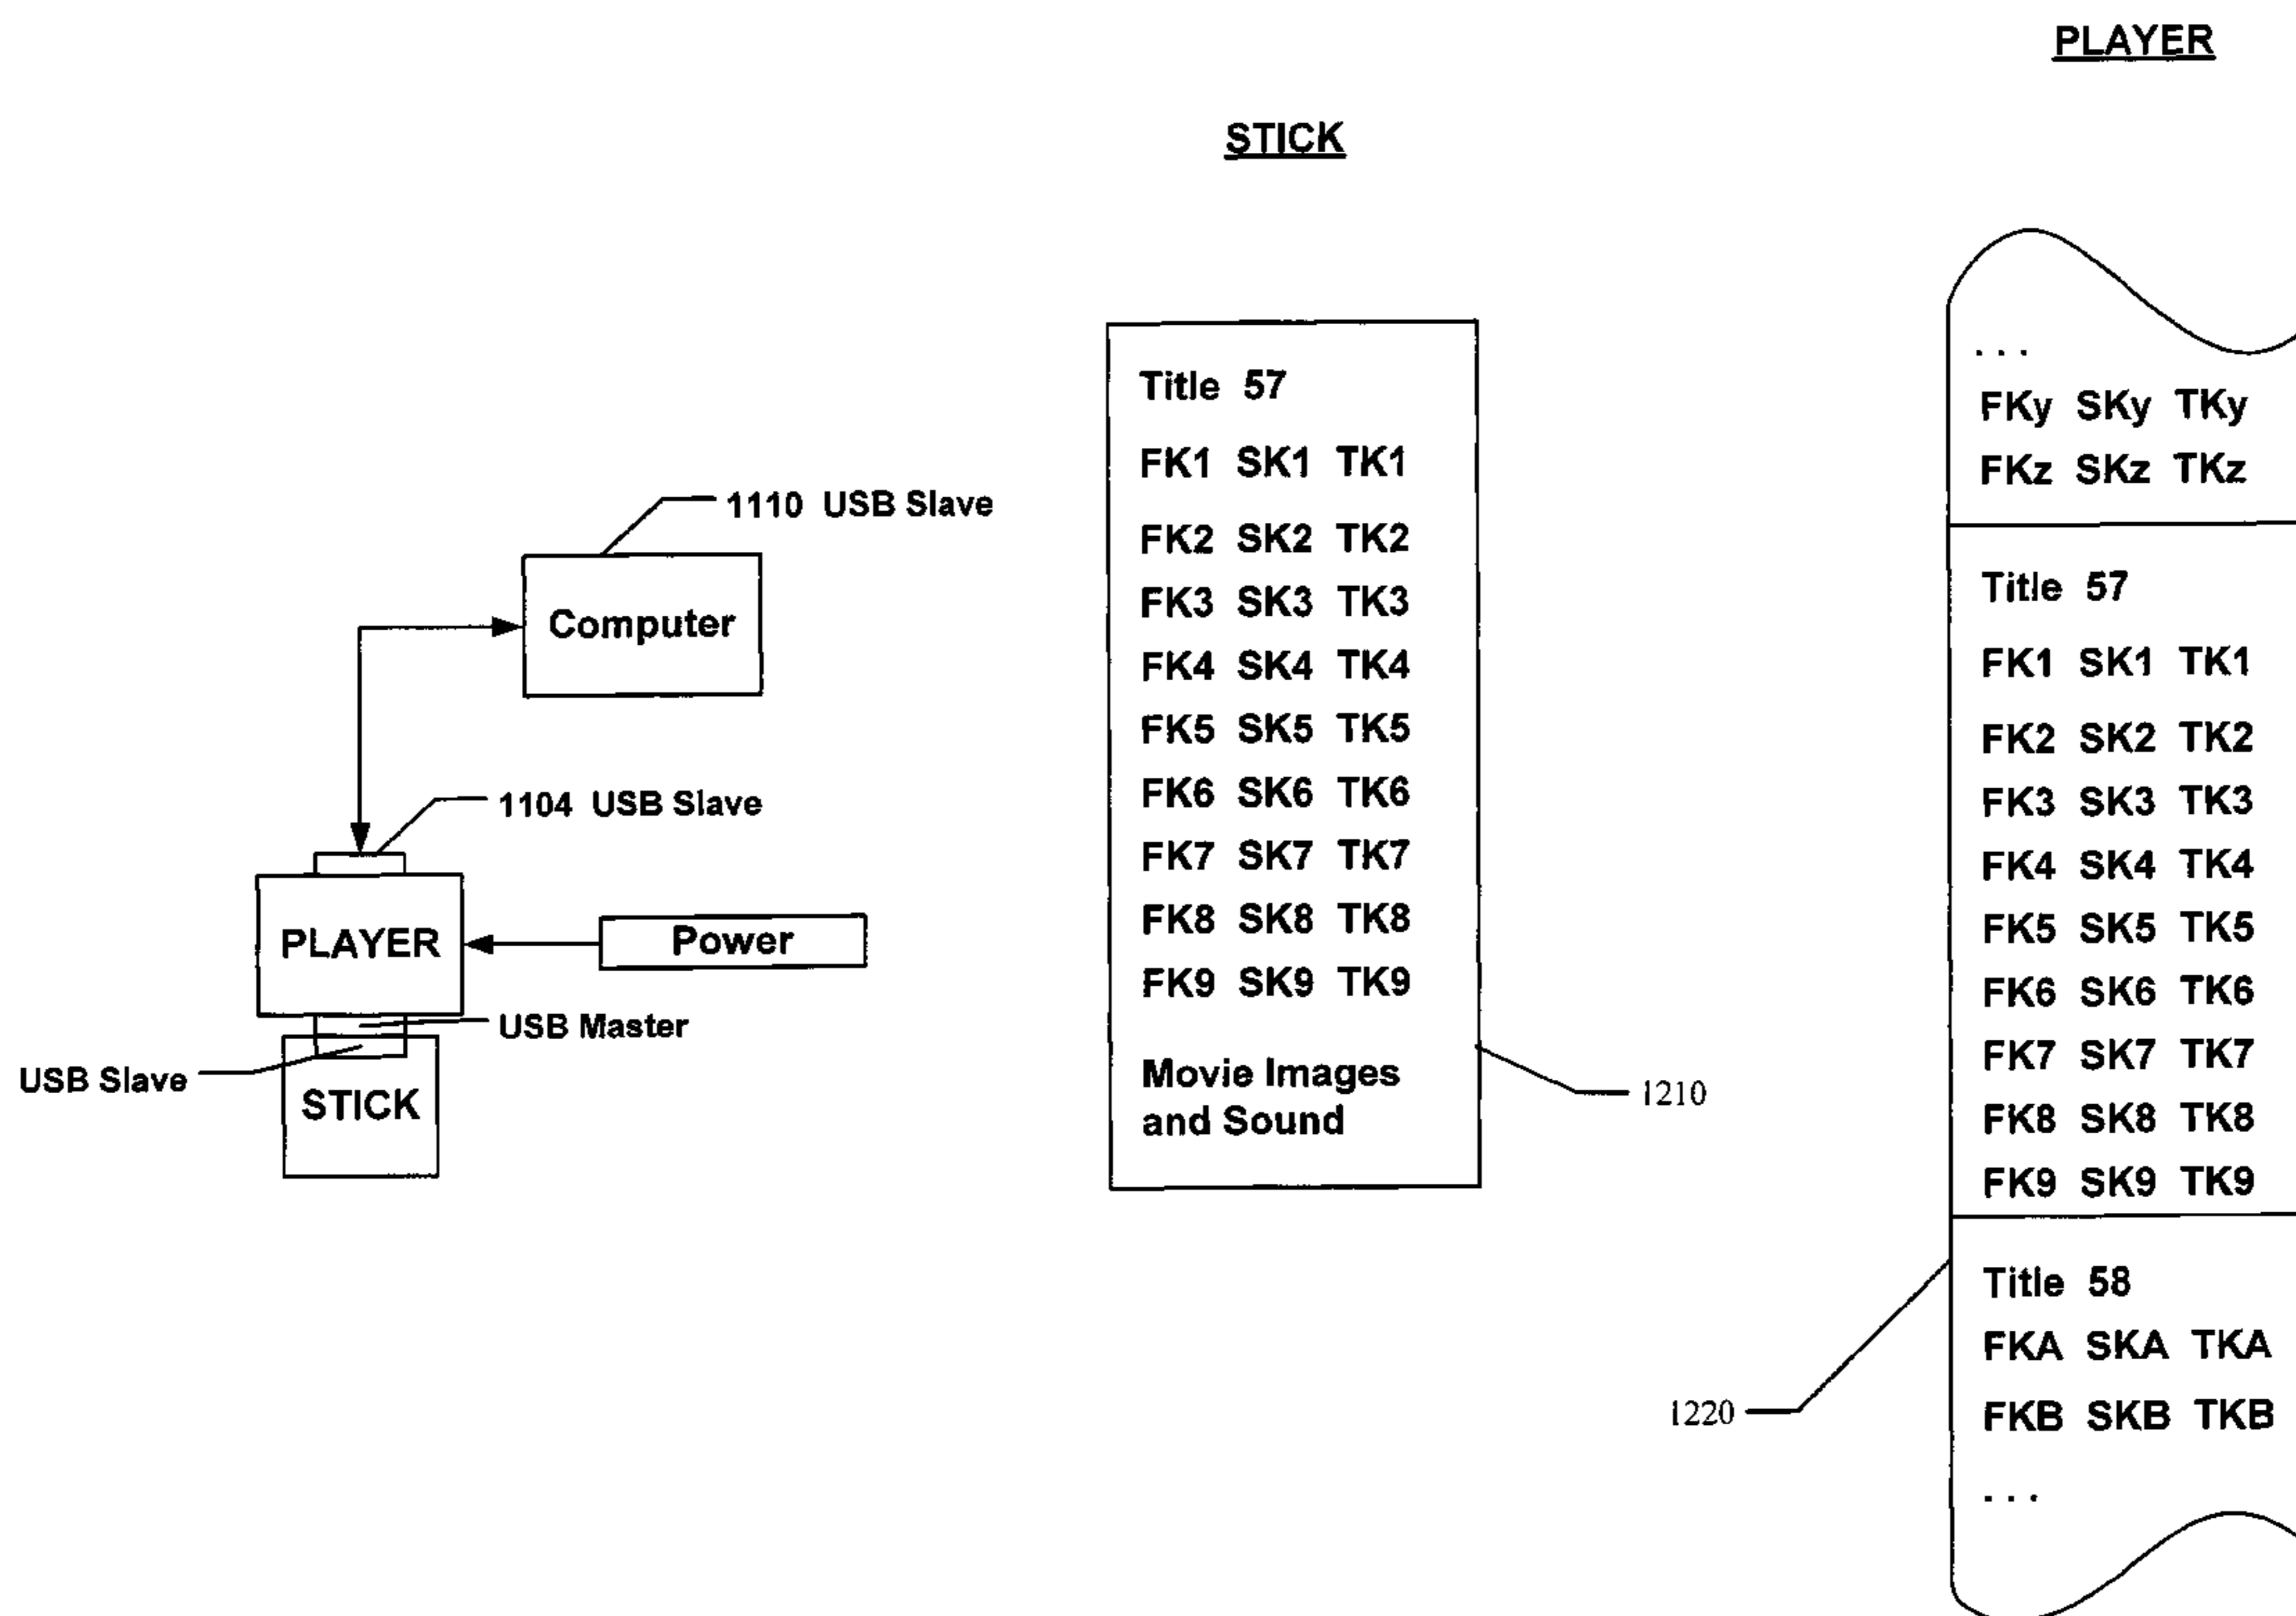 1110 USB Slave
Computer
1104 USB Slave
PLAYER
Power
USB Master
USB Slave
STICK
STICK
Title 57
FK1 SK1 TK1
FK2 SK2 TK2
FK3 SK3 TK3
FK4 SK4 TK4
FK5 SK5 TK5
FK6 SK6 TK6
FK7 SK7 TK7
FK8 SK8 TK8
FK9 SK9 TK9
Movie Images
and Sound
1210
PLAYER
. . .
FKy SKy TKy
FKz SKz TKz
Title 57
FK1 SK1 TK1
FK2 SK2 TK2
FK3 SK3 TK3
FK4 SK4 TK4
FK5 SK5 TK5
FK6 SK6 TK6
FK7 SK7 TK7
FK8 SK8 TK8
FK9 SK9 TK9
Title 58
FKA SKA TKA
FKB SKB TKB
. . .
1220